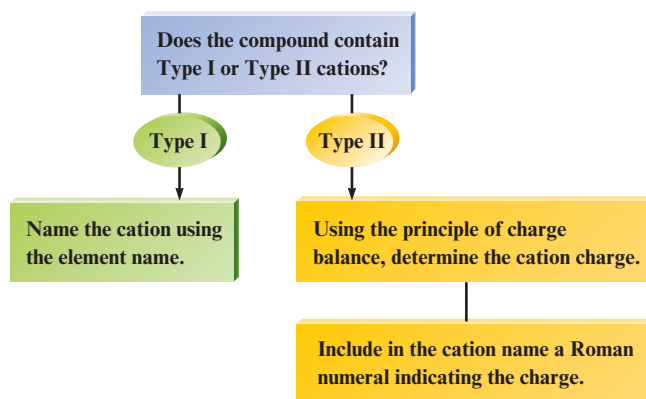 Does the compound contain
Type I or Type II cations?
Type I
Type II
Name the cation using
the element name.
Using the principle of charge
balance, determine the cation charge.
Include in the cation name a Roman
numeral indicating the charge.